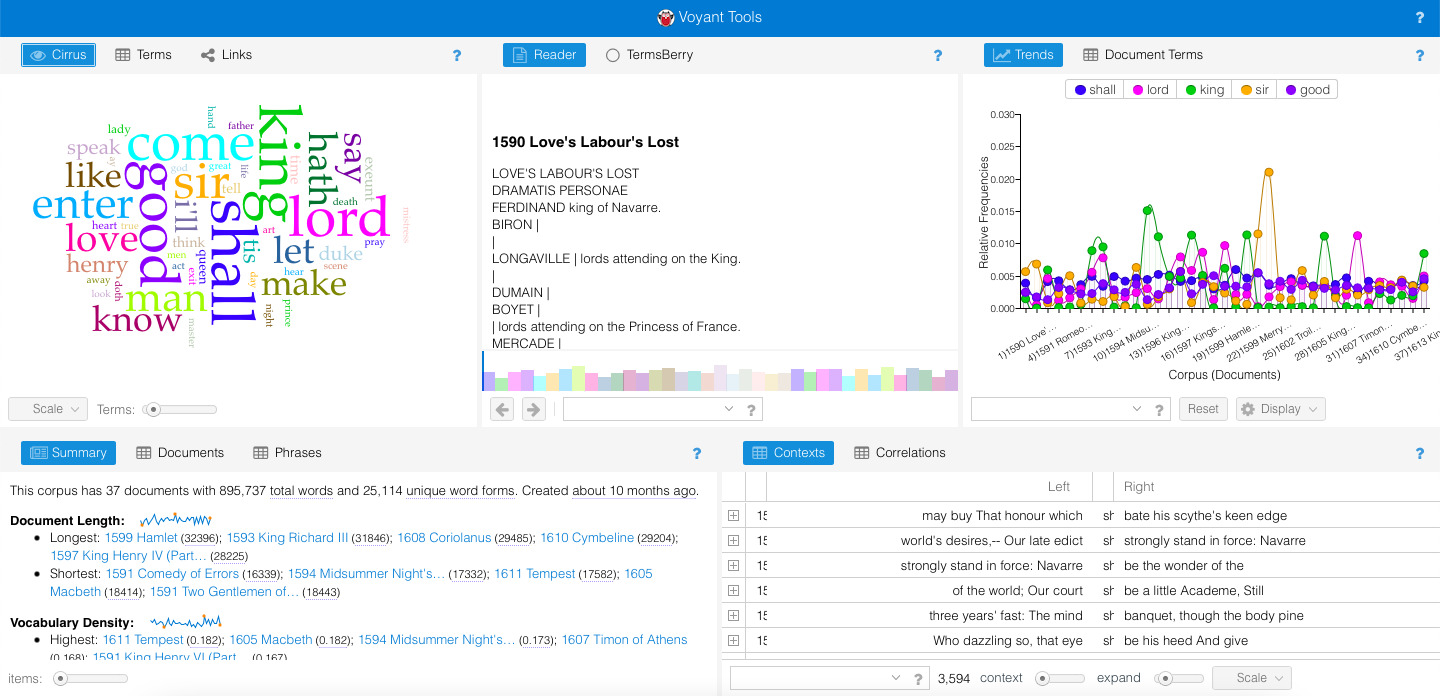 Voyant Tools ?
Cirrus Terms Links ?
Reader TermsBerry ?
Trends Document Terms ?
hand
father
lady
speak
come
king
hath
say
time
exeunt
like
good
god
great
life
sir
tell
enter
i'll
shall
lord
death
mistress
heart true
love
think
tis
art
let
duke
pray
men
henry
act
queen
exit
hear
scene
away
day
make
look
doth
man
night
prince
know
master
Scale Terms:
1590 Love's Labour's Lost
LOVE'S LABOUR'S LOST
DRAMATIS PERSONAE
FERDINAND king of Navarre.
BIRON |
|
LONGAVILLE | lords attending on the King.
|
DUMAIN |
BOYET |
| lords attending on the Princess of France.
MERCADE |
?
shall lord king sir good
0.030
0.025
0.020
0.015
0.010
0.005
0.000
Relative Frequencies
1)1590 Love'...
4)1591 Romeo...
7)1593 King...
10)1594 Midsu...
13)1596 King...
16)1597 Kings...
19)1599 Hamle...
22)1599 Merry...
25)1602 Troil...
28)1605 King...
31)1607 Timon...
34)1610 Cymbe...
37)1613 Kin
Corpus (Documents)
? Reset Display
Summary Documents Phrases ?
This corpus has 37 documents with 895,737 total words and 25,114 unique word forms. Created about 10 months ago.
Document Length:
Longest: 1599 Hamlet (32396); 1593 King Richard III (31846); 1608 Coriolanus (29485); 1610 Cymbeline (29204);
1597 King Henry IV (Part... (28225)
Shortest: 1591 Comedy of Errors (16339); 1594 Midsummer Night's... (17332); 1611 Tempest (17582); 1605
Macbeth (18414); 1591 Two Gentlemen of... (18443)
Vocabulary Density:
Highest: 1611 Tempest (0.182); 1605 Macbeth (0.182); 1594 Midsummer Night's... (0.173); 1607 Timon of Athens
(0.168); 1591 King Henry VI (Part... (0.167)
items:
Contexts Correlations ?
Left Right
15 may buy That honour which sh bate his scythe's keen edge
15 world's desires,-- Our late edict sh strongly stand in force: Navarre
15 strongly stand in force: Navarre sh be the wonder of the
15 of the world; Our court sh be a little Academe, Still
15 three years' fast: The mind sh banquet, though the body pine
15 Who dazzling so, that eye sh be his heed And give
? 3,594 context expand Scale